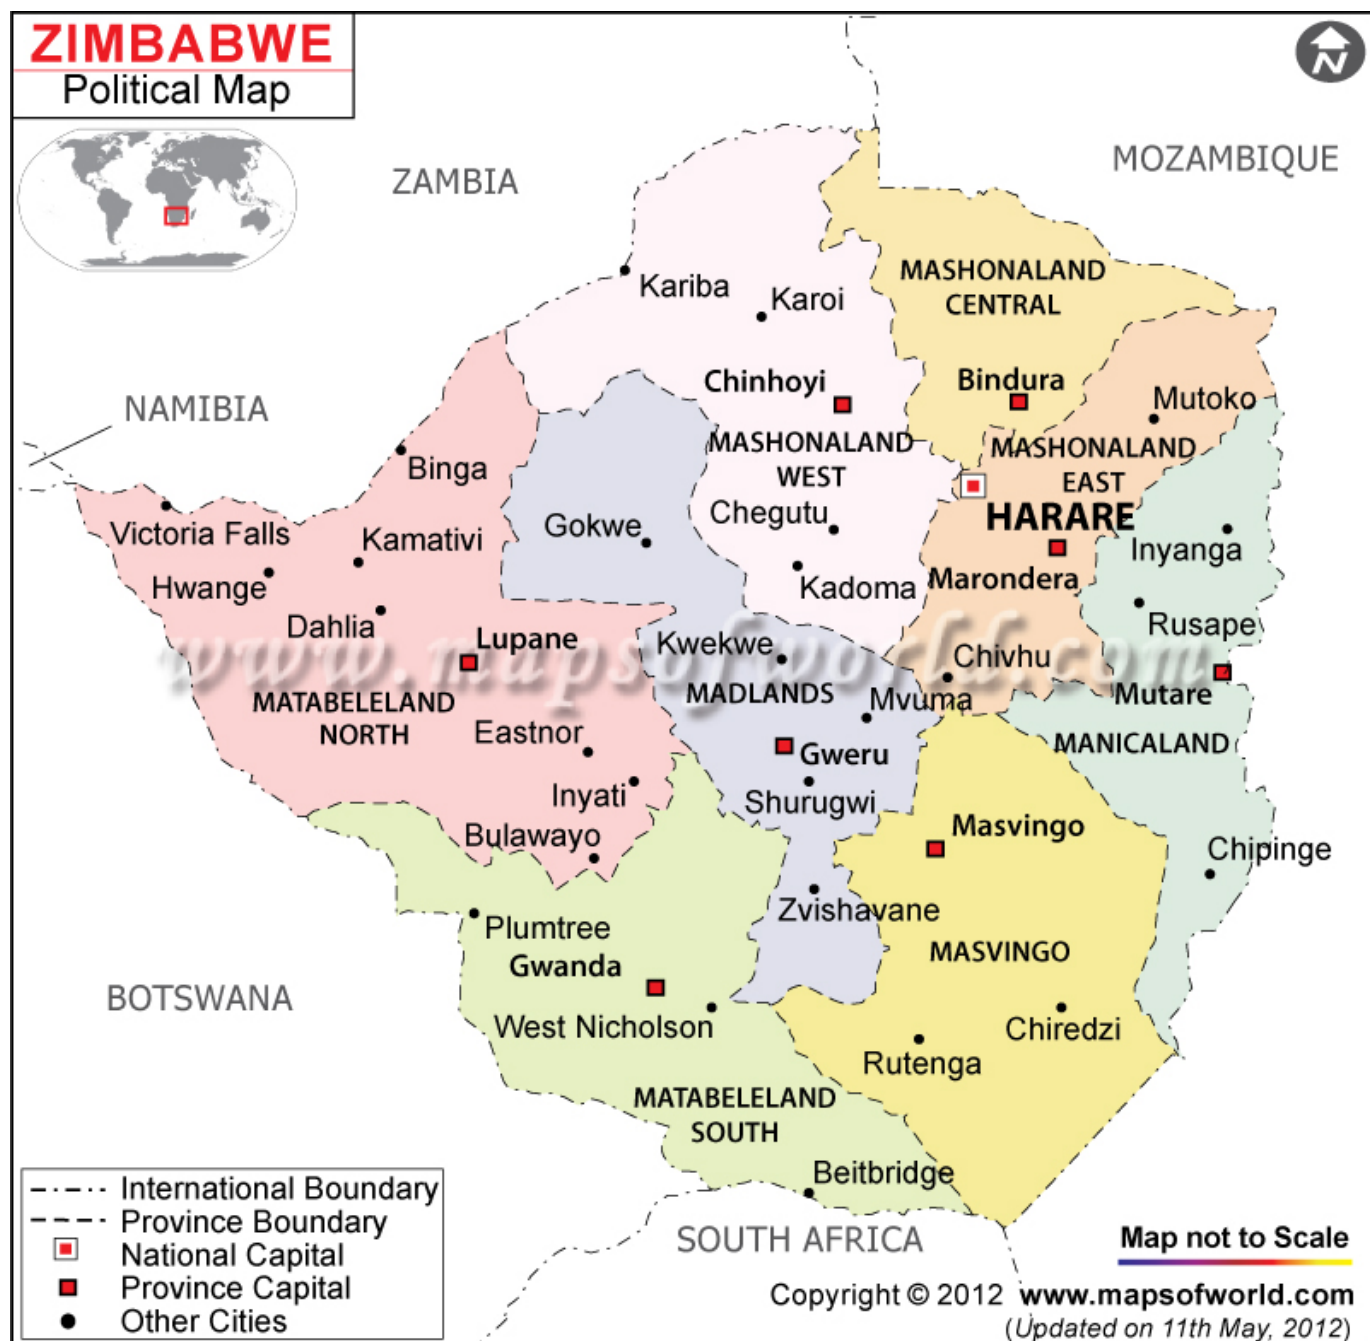 ZIMBABWE
Political Map
N
ZAMBIA
MOZAMBIQUE
MASHONALAND
CENTRAL
Kariba
Karoi
Chinhoyi
Bindura
NAMIBIA
Mutoko
Binga
MASHONALAND
WEST
MASHONALAND
EAST
Victoria Falls
Kamativi
Gokwe
Chegutu
HARARE
Inyanga
Hwange
Kadoma
Marondera
Dahlia
Lupane
Kwekwe
Chivhu
Rusape
www.mapsofworld.com
MATABELELAND
NORTH
MADLANDS
Mvuma
Mutare
Eastnor
Gweru
MANICALAND
Inyati
Shurugwi
Bulawayo
Masvingo
Chipinge
Plumtree
Zvishavane
Gwanda
MASVINGO
BOTSWANA
West Nicholson
Chiredzi
Rutenga
MATABELELAND
SOUTH
Beitbridge
SOUTH AFRICA
International Boundary
Province Boundary
National Capital
Province Capital
Other Cities
Map not to Scale
Copyright © 2012 www.mapsofworld.com
(Updated on 11th May, 2012)